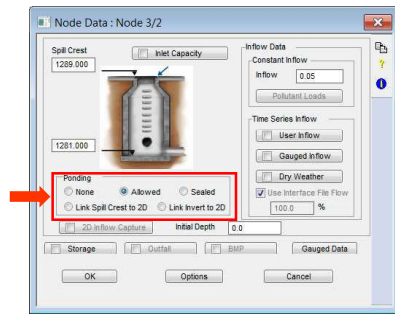 Node Data : Node 3/2
Spill Crest
1289.000
Inlet Capacity
1281.000
Ponding
None Allowed Sealed
Link Spill Crest to 2D Link Invert to 2D
2D Inflow Capture Initial Depth 0.0
Inflow Data
Constant Inflow
Inflow 0.05
Pollutant Loads
Time Series Inflow
User Inflow
Gauged Inflow
Dry Weather
Use Interface File Flow
100.0 %
Storage Outfall BMP Gauged Data
OK Options Cancel